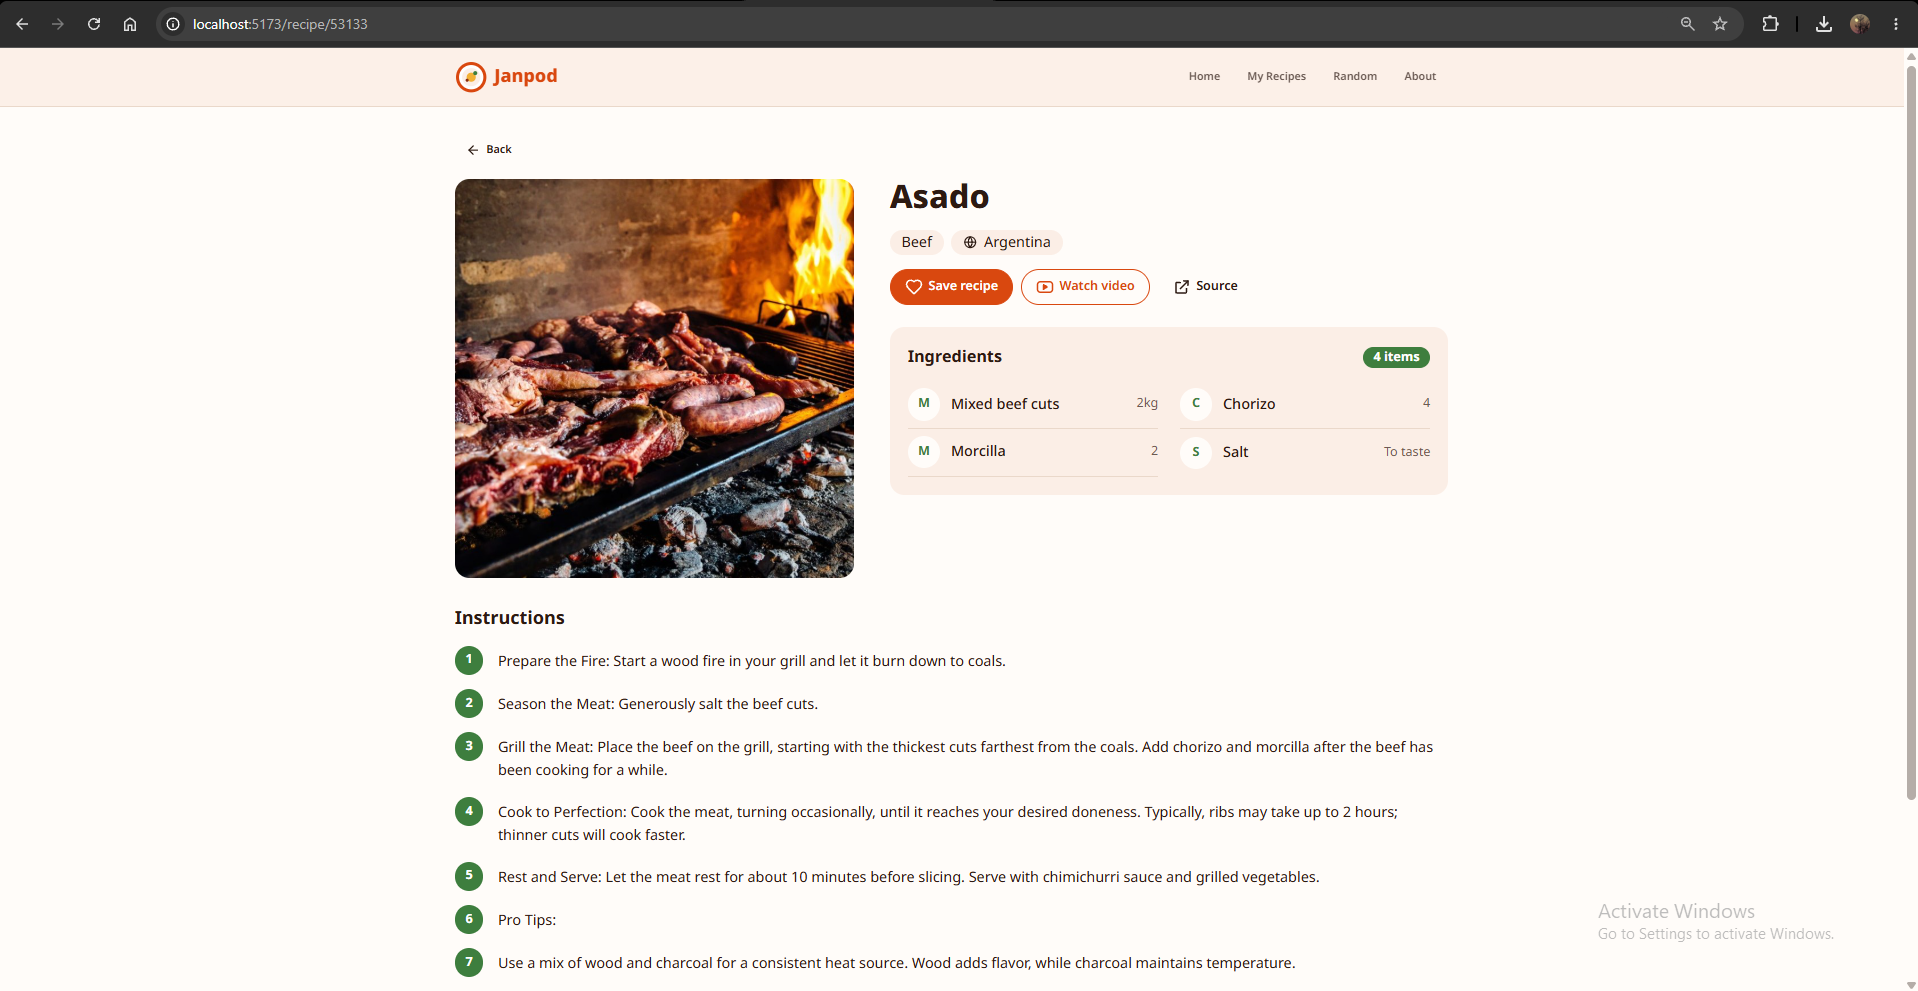 localhost:5173/recipe/53133
Janpod
Home
My Recipes
Random
About
Back
Asado
Beef
Argentina
Save recipe
Watch video
Source
Ingredients
4 items
M
Mixed beef cuts
2kg
C
Chorizo
4
M
Morcilla
2
S
Salt
To taste
Instructions
1
Prepare the Fire: Start a wood fire in your grill and let it burn down to coals.
2
Season the Meat: Generously salt the beef cuts.
3
Grill the Meat: Place the beef on the grill, starting with the thickest cuts farthest from the coals. Add chorizo and morcilla after the beef has
been cooking for a while.
4
Cook to Perfection: Cook the meat, turning occasionally, until it reaches your desired doneness. Typically, ribs may take up to 2 hours;
thinner cuts will cook faster.
5
Rest and Serve: Let the meat rest for about 10 minutes before slicing. Serve with chimichurri sauce and grilled vegetables.
6
Pro Tips:
7
Use a mix of wood and charcoal for a consistent heat source. Wood adds flavor, while charcoal maintains temperature.
Activate Windows
Go to Settings to activate Windows.